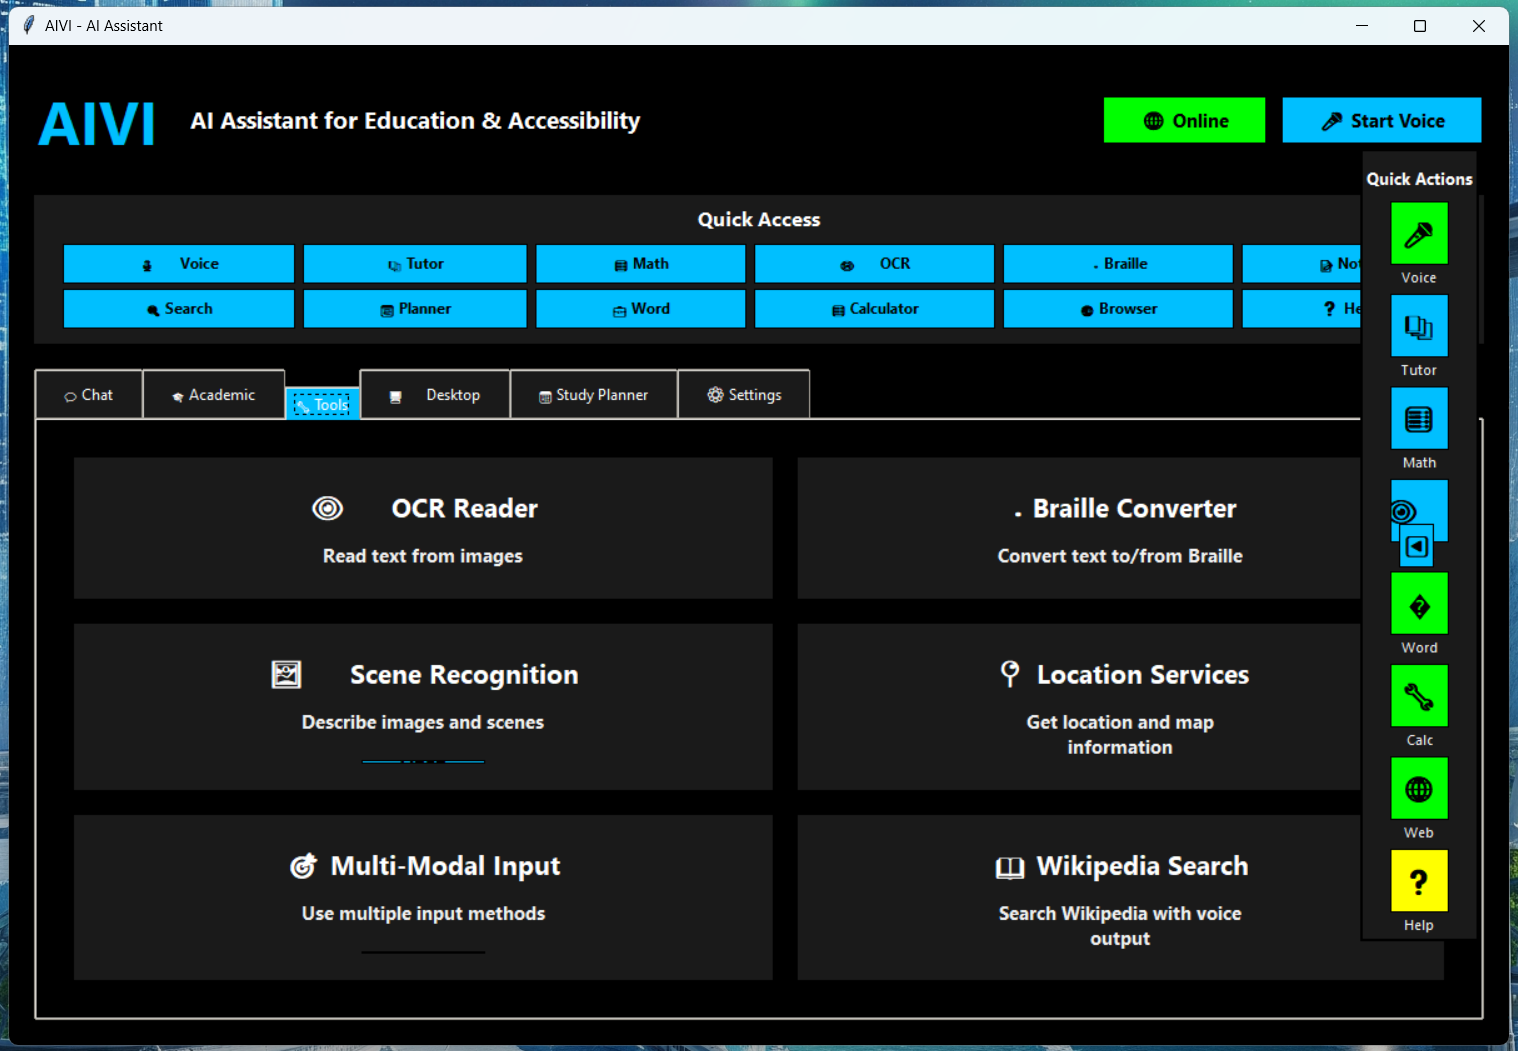 AIVI - AI Assistant
AIVI
AI Assistant for Education & Accessibility
Online
Start Voice
Quick Access
Voice
Tutor
Math
OCR
Braille
Search
Planner
Word
Calculator
Browser
Chat
Academic
Tools
Desktop
Study Planner
Settings
OCR Reader
Read text from images
Braille Converter
Convert text to/from Braille
Scene Recognition
Describe images and scenes
Location Services
Get location and map
information
Multi-Modal Input
Use multiple input methods
Wikipedia Search
Search Wikipedia with voice
output
Quick Actions
Voice
Tutor
Math
Word
Calc
Web
Help